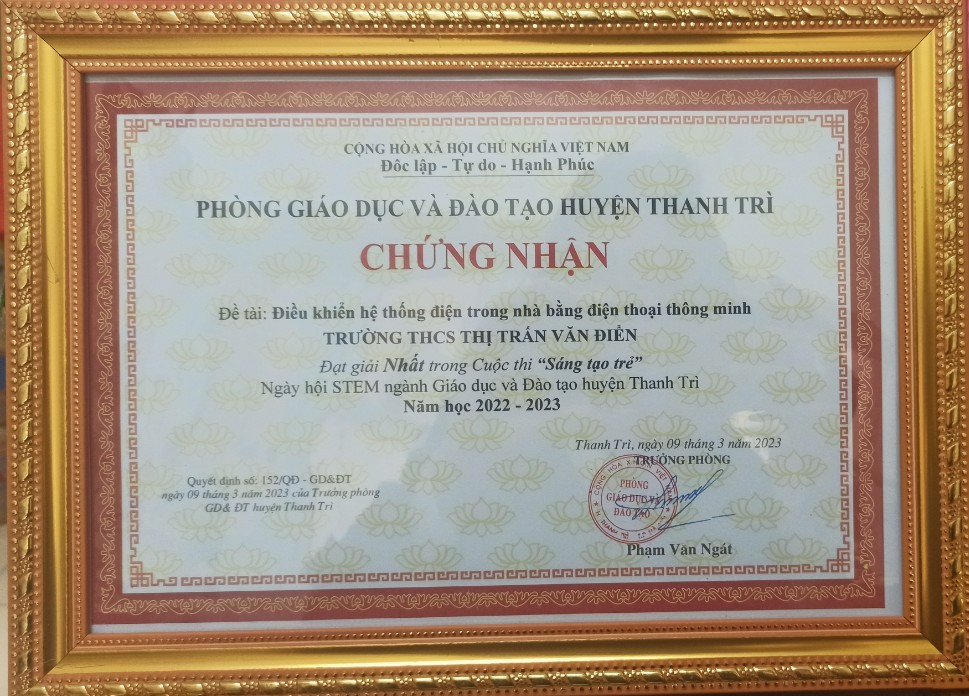 CỘNG HÒA XÃ HỘI CHỦ NGHĨA VIỆT NAM
Đôc lập - Tự do - Hạnh Phúc
PHÒNG GIÁO DỤC VÀ ĐÀO TẠO HUYỆN THANH TRÌ
CHỨNG NHẬN
Đề tài: Điều khiển hệ thống điện trong nhà bằng điện thoại thông minh
TRƯỜNG THCS THỊ TRẤN VĂN ĐIỂN
Đạt giải Nhất trong Cuộc thi “Sáng tạo trẻ”
Ngày hội STEM ngành Giáo dục và Đào tạo huyện Thanh Trì
Năm học 2022 - 2023
Thanh Trì, ngày 09 tháng 3 năm 2023
TRƯỞNG PHÒNG
Quyết định số: 152/QĐ - GD&ĐT
ngày 09 tháng 3 năm 2023 của Trưởng phòng
GD& ĐT huyện Thanh Trì
PHÒNG
GIÁO DỤC VÀ
ĐÀO TẠO
Phạm Văn Ngát